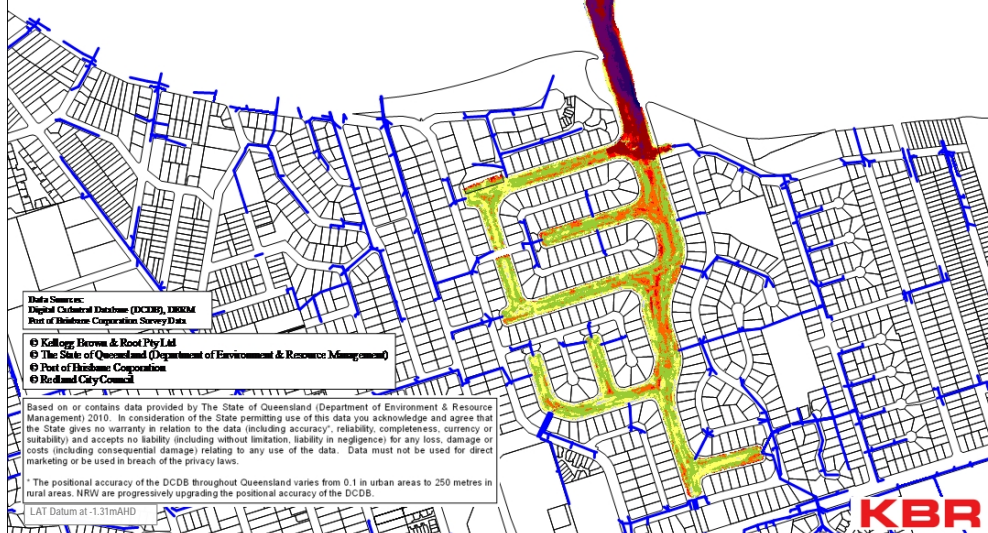 Data Sources:
Digital Cadastral Database (DCDB), DERM
Port of Brisbane Corporation Survey Data
© Kellogg Brown & Root Pty Ltd
© The State of Queensland (Department of Environment & Resource Management)
© Port of Brisbane Corporation
© Redland City Council
Based on or contains data provided by The State of Queensland (Department of Environment & Resource
Management) 2010. In consideration of the State permitting use of this data you acknowledge and agree that
the State gives no warranty in relation to the data (including accuracy*, reliability, completeness, currency or
suitability) and accepts no liability (including without limitation, liability in negligence) for any loss, damage or
costs (including consequential damage) relating to any use of the data. Data must not be used for direct
marketing or be used in breach of the privacy laws.
* The positional accuracy of the DCDB throughout Queensland varies from 0.1 in urban areas to 250 metres in
rural areas. NRW are progressively upgrading the positional accuracy of the DCDB.
LAT Datum at -1.31mAHD
KBR